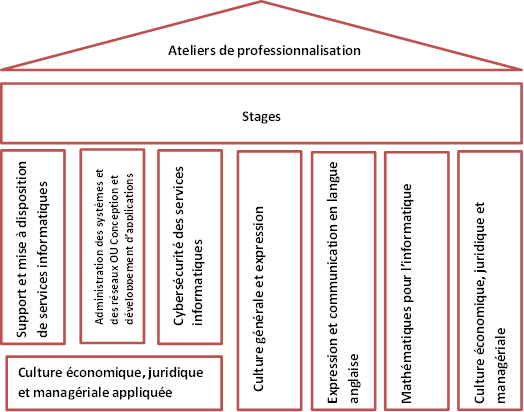 Ateliers de professionnalisation
Stages
Support et mise à disposition
de services informatiques
Administration des systèmes et
des réseaux OU Conception et
développement d'applications
Cybersécurité des services
informatiques
Culture générale et expression
Expression et communication en langue
anglaise
Mathématiques pour l'informatique
Culture économique, juridique et
managériale
Culture économique, juridique
et managériale appliquée